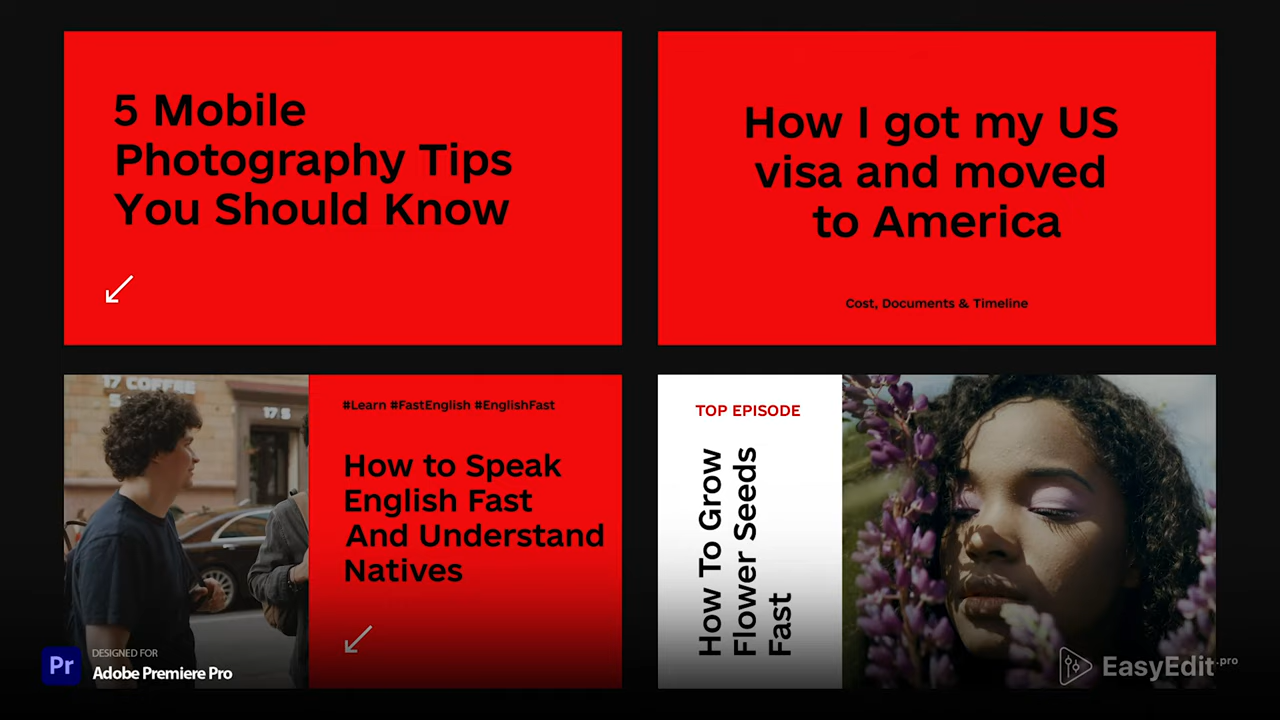 5 Mobile
Photography Tips
You Should Know
How I got my US
visa and moved
to America
Cost, Documents & Timeline
17 COFFEE
17 S
#Learn #FastEnglish #EnglishFast
How to Speak
English Fast
And Understand
Natives
TOP EPISODE
How To Grow
Flower Seeds
Fast
Pr
DESIGNED FOR
Adobe Premiere Pro
EasyEdit.pro